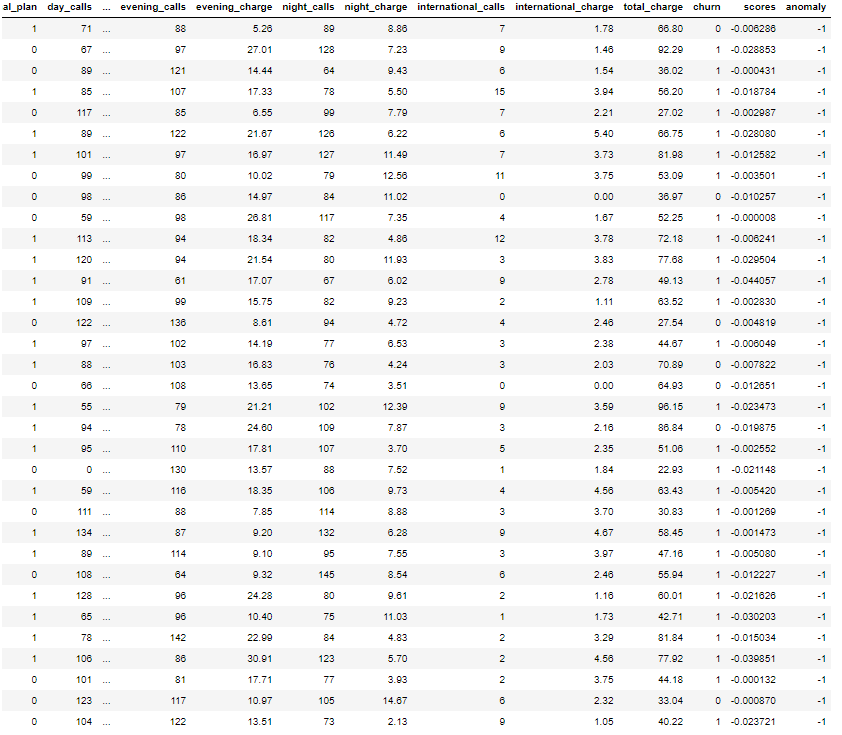 al_plan day_calls ... evening_calls evening_charge night_calls night_charge international_calls international_charge total_charge churn scores anomaly
1 71 ... 88 5.26 89 8.86 7 1.78 66.80 0 -0.006286 -1
0 67 ... 97 27.01 128 7.23 9 1.46 92.29 1 -0.028853 -1
0 89 ... 121 14.44 64 9.43 6 1.54 36.02 1 -0.000431 -1
1 85 ... 107 17.33 78 5.50 15 3.94 56.20 1 -0.018784 -1
0 117 ... 85 6.55 99 7.79 7 2.21 27.02 1 -0.002987 -1
1 89 ... 122 21.67 126 6.22 6 5.40 66.75 1 -0.028080 -1
1 101 ... 97 16.97 127 11.49 7 3.73 81.98 1 -0.012582 -1
0 99 ... 80 10.02 79 12.56 11 3.75 53.09 1 -0.003501 -1
0 98 ... 86 14.97 84 11.02 0 0.00 36.97 0 -0.010257 -1
0 59 ... 98 26.81 117 7.35 4 1.67 52.25 1 -0.000008 -1
1 113 ... 94 18.34 82 4.86 12 3.78 72.18 1 -0.006241 -1
1 120 ... 94 21.54 80 11.93 3 3.83 77.68 1 -0.029504 -1
1 91 ... 61 17.07 67 6.02 9 2.78 49.13 1 -0.044057 -1
1 109 ... 99 15.75 82 9.23 2 1.11 63.52 1 -0.002830 -1
0 122 ... 136 8.61 94 4.72 4 2.46 27.54 0 -0.004819 -1
1 97 ... 102 14.19 77 6.53 3 2.38 44.67 1 -0.006049 -1
1 88 ... 103 16.83 76 4.24 3 2.03 70.89 0 -0.007822 -1
0 66 ... 108 13.65 74 3.51 0 0.00 64.93 0 -0.012651 -1
1 55 ... 79 21.21 102 12.39 9 3.59 96.15 1 -0.023473 -1
1 94 ... 78 24.60 109 7.87 3 2.16 86.84 0 -0.019875 -1
1 95 ... 110 17.81 107 3.70 5 2.35 51.06 1 -0.002552 -1
0 0 ... 130 13.57 88 7.52 1 1.84 22.93 1 -0.021148 -1
1 59 ... 116 18.35 106 9.73 4 4.56 63.43 1 -0.005420 -1
0 111 ... 88 7.85 114 8.88 3 3.70 30.83 1 -0.001269 -1
1 134 ... 87 9.20 132 6.28 9 4.67 58.45 1 -0.001473 -1
1 89 ... 114 9.10 95 7.55 3 3.97 47.16 1 -0.005080 -1
0 108 ... 64 9.32 145 8.54 6 2.46 55.94 1 -0.012227 -1
1 128 ... 96 24.28 80 9.61 2 1.16 60.01 1 -0.021626 -1
1 65 ... 96 10.40 75 11.03 1 1.73 42.71 1 -0.030203 -1
1 78 ... 142 22.99 84 4.83 2 3.29 81.84 1 -0.015034 -1
1 106 ... 86 30.91 123 5.70 2 4.56 77.92 1 -0.039851 -1
0 101 ... 81 17.71 77 3.93 2 3.75 44.18 1 -0.000132 -1
0 123 ... 117 10.97 105 14.67 6 2.32 33.04 0 -0.000870 -1
0 104 ... 122 13.51 73 2.13 9 1.05 40.22 1 -0.023721 -1